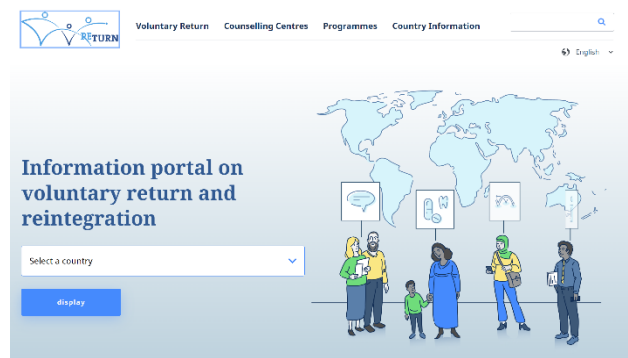 RETURN
Voluntary Return Counselling Centres Programmes Country Information
English
Information portal on
voluntary return and
reintegration
Select a country
display